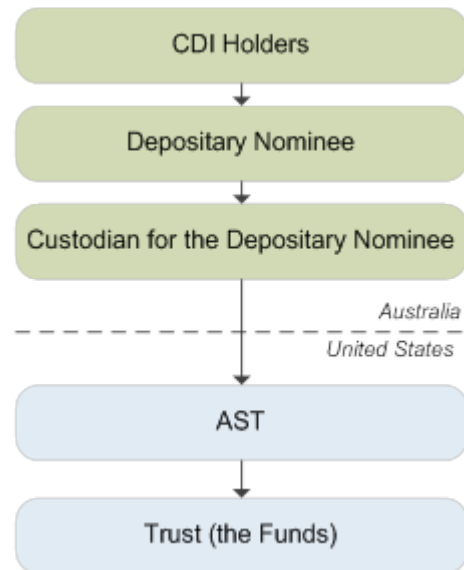 CDI Holders
Depositary Nominee
Custodian for the Depositary Nominee
Australia
United States
AST
Trust (the Funds)